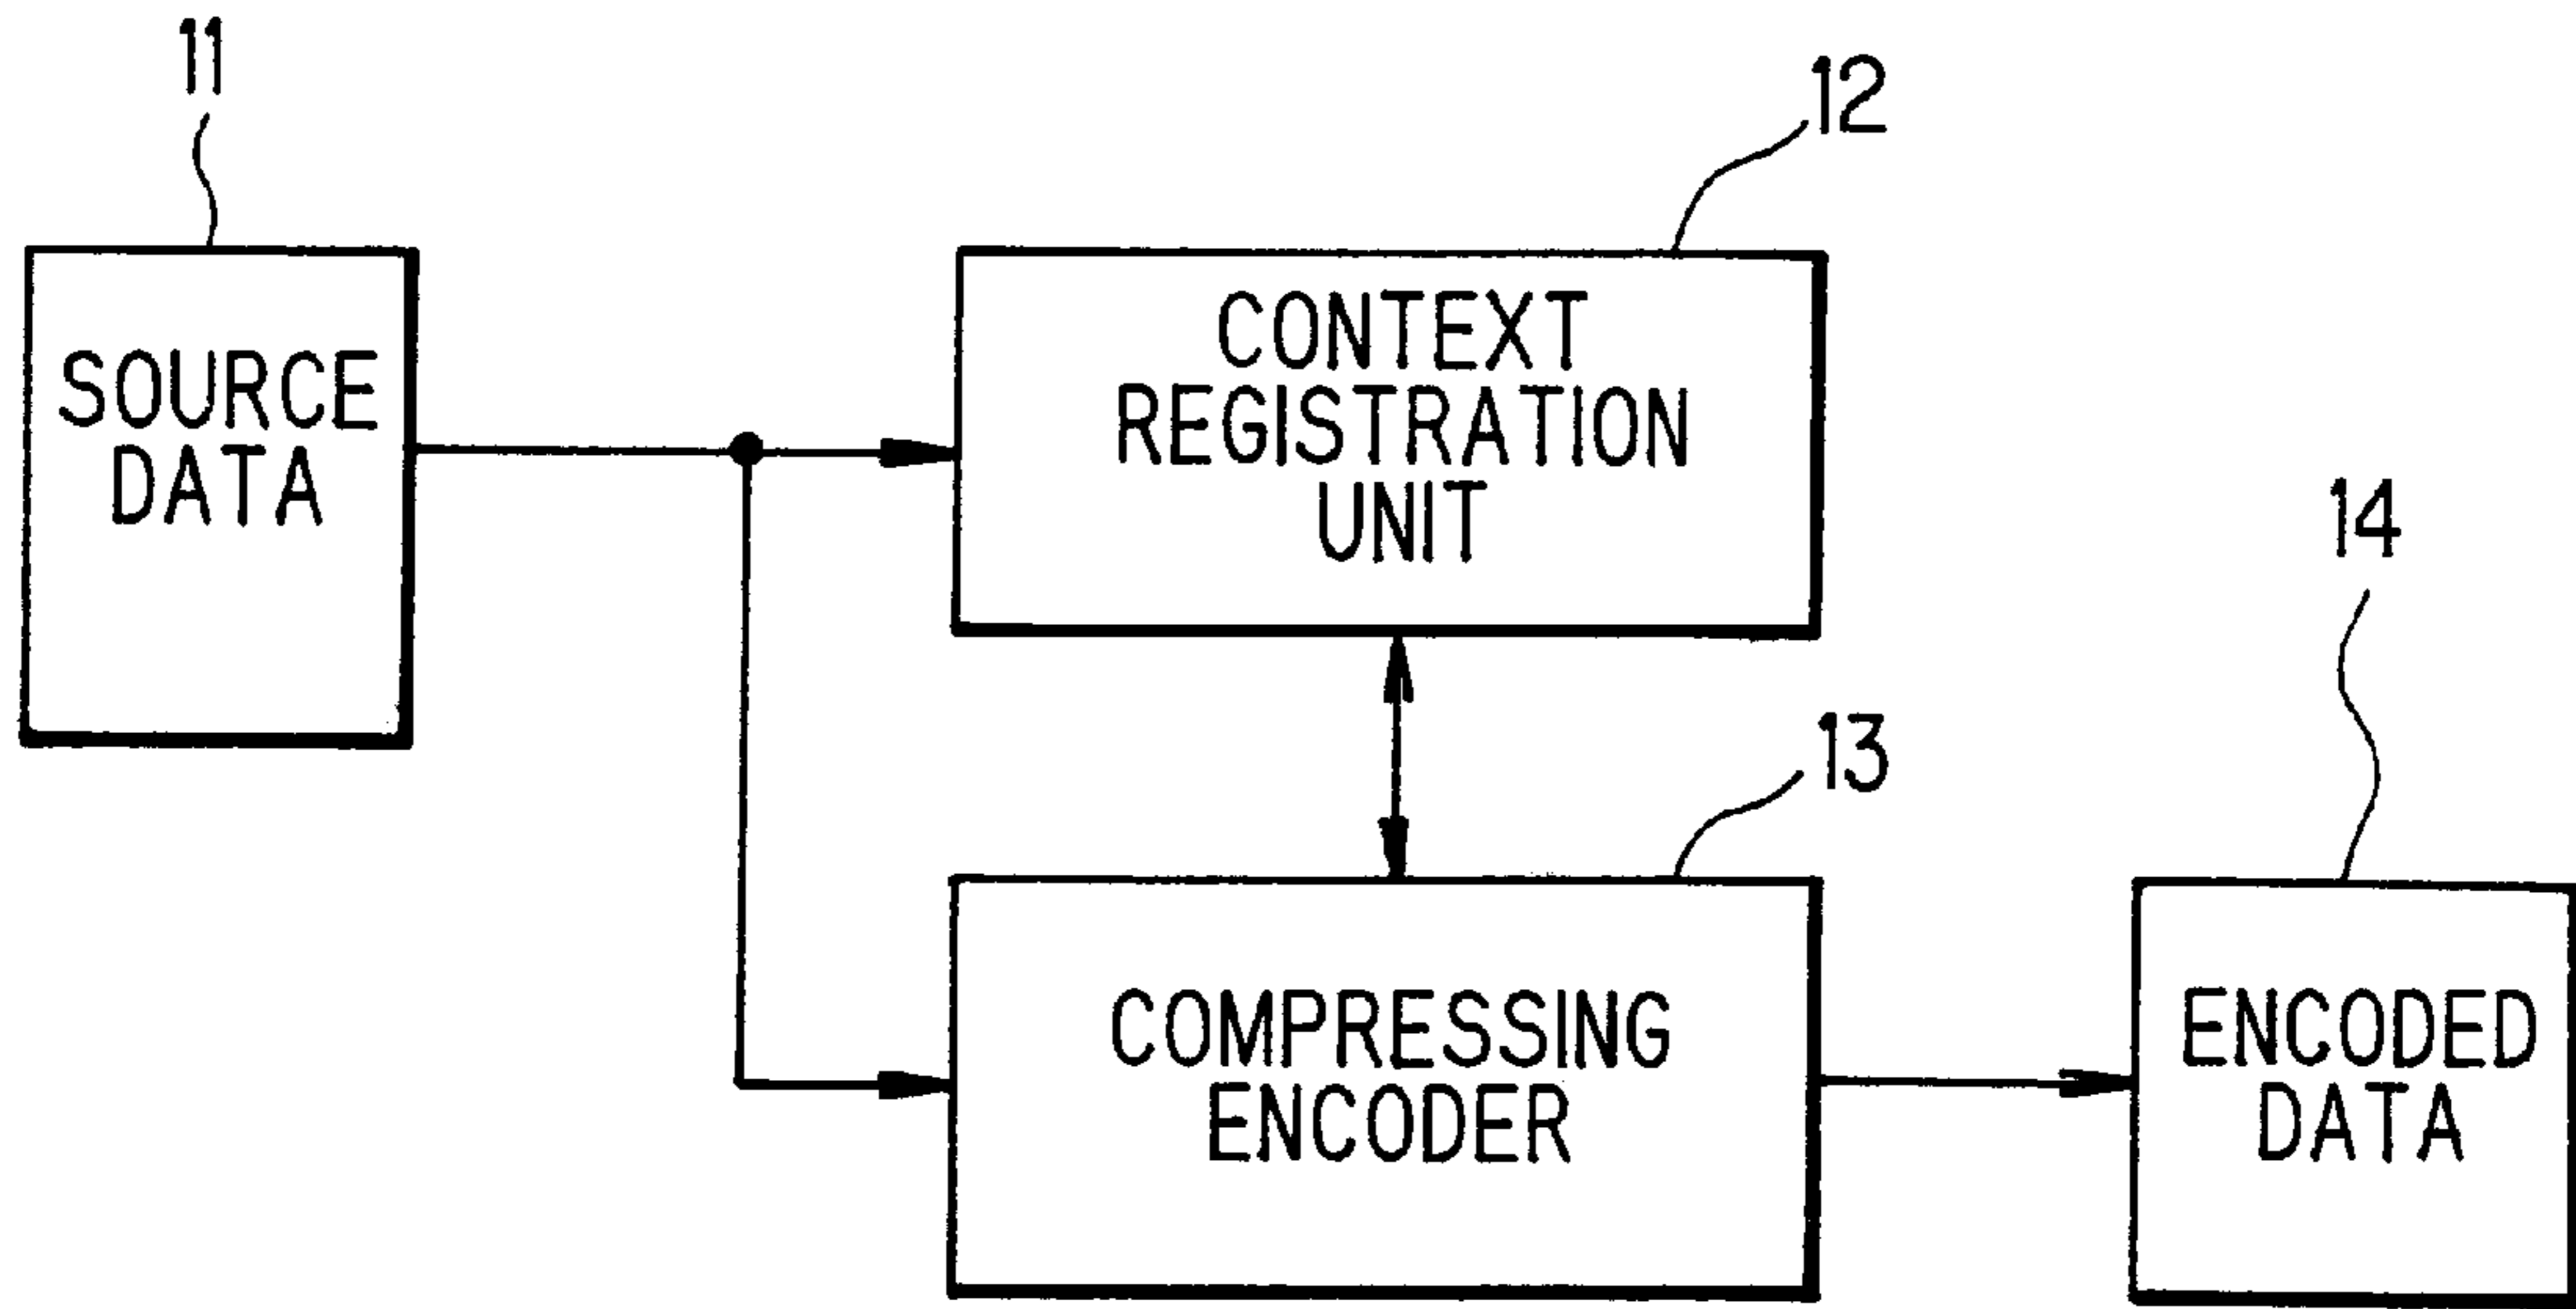 11
12
SOURCE
DATA
CONTEXT
REGISTRATION
UNIT
14
13
COMPRESSING
ENCODER
ENCODED
DATA